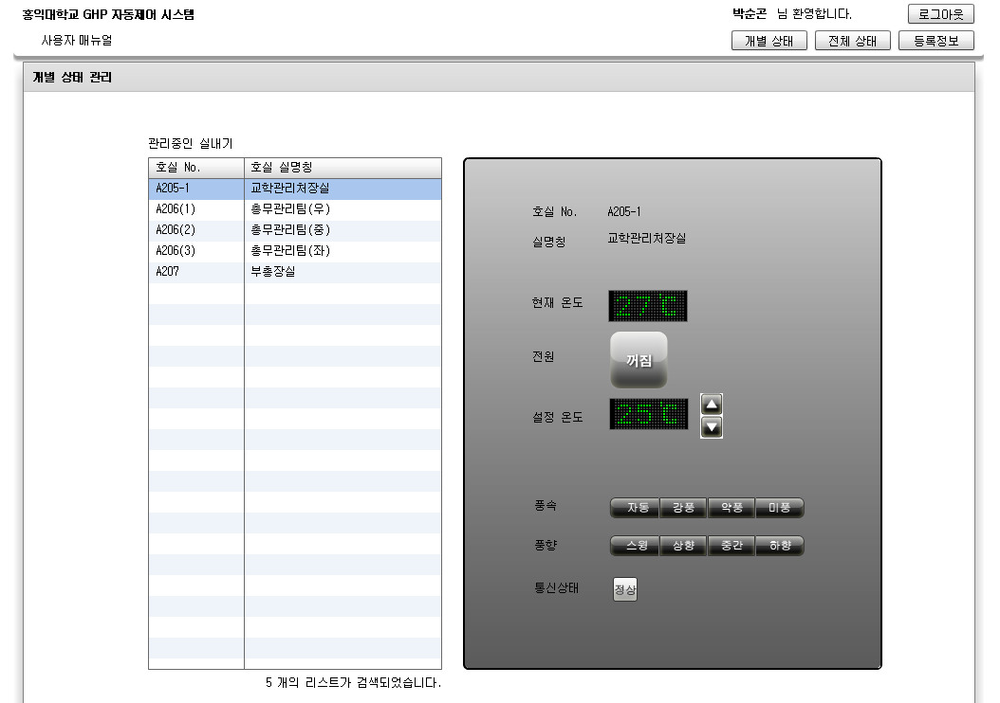 홍익대학교 GHP 자동제어 시스템
박순곤 님 환영합니다.
로그아웃
사용자 매뉴얼
개별 상태
전체 상태
등록정보
개별 상태 관리
관리중인 실내기
호실 No. 호실 실명칭
A205-1 교학관리처장실
A206(1) 총무관리팀(우)
A206(2) 총무관리팀(중)
A206(3) 총무관리팀(좌)
A207 부총장실
5 개의 리스트가 검색되었습니다.
호실 No. A205-1
실명칭 교학관리처장실
현재 온도 27℃
전원 꺼짐
설정 온도 25℃
풍속 자동 강풍 약풍 미풍
풍향 스윙 상향 중간 하향
통신상태 정상